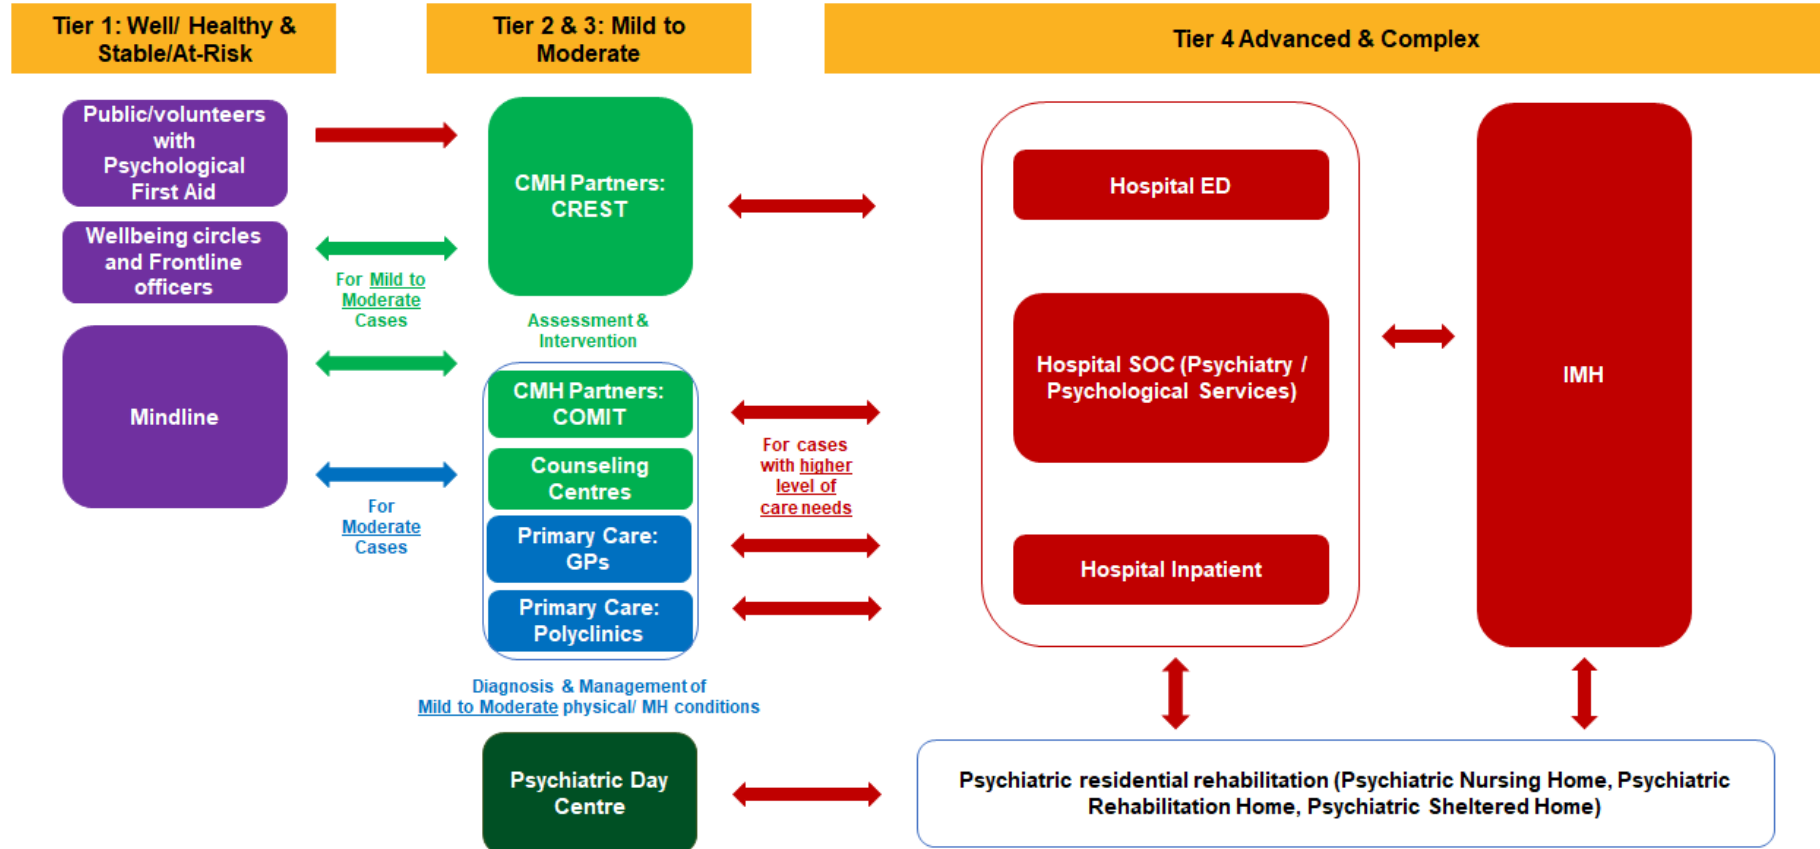 Tier 1: Well/ Healthy &
Stable/At-Risk
Tier 2 & 3: Mild to
Moderate
Tier 4 Advanced & Complex
Public/volunteers
with
Psychological
First Aid
Wellbeing circles
and Frontline
officers
Mindline
For Mild to
Moderate
Cases
For
Moderate
Cases
CMH Partners:
CREST
Assessment &
Intervention
CMH Partners:
COMIT
Counseling
Centres
Primary Care:
GPs
Primary Care:
Polyclinics
Diagnosis & Management of
Mild to Moderate physical/ MH conditions
Psychiatric Day
Centre
For cases
with higher
level of
care needs
Hospital ED
Hospital SOC (Psychiatry /
Psychological Services)
Hospital Inpatient
IMH
Psychiatric residential rehabilitation (Psychiatric Nursing Home, Psychiatric
Rehabilitation Home, Psychiatric Sheltered Home)